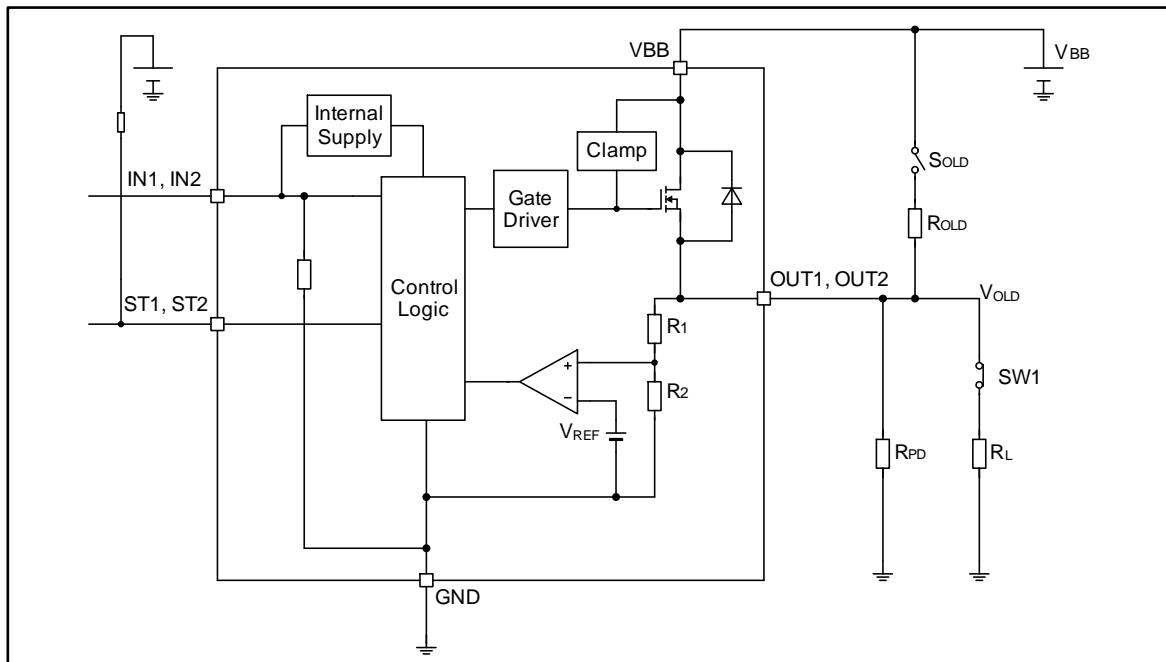 VBB
VBB
Internal
Supply
Clamp
SOLD
IN1, IN2
Gate
Driver
ROLD
Control
Logic
OUT1, OUT2
ST1, ST2
VOLD
R1
+
SW1
R2
−
VREF
RPD
RL
GND